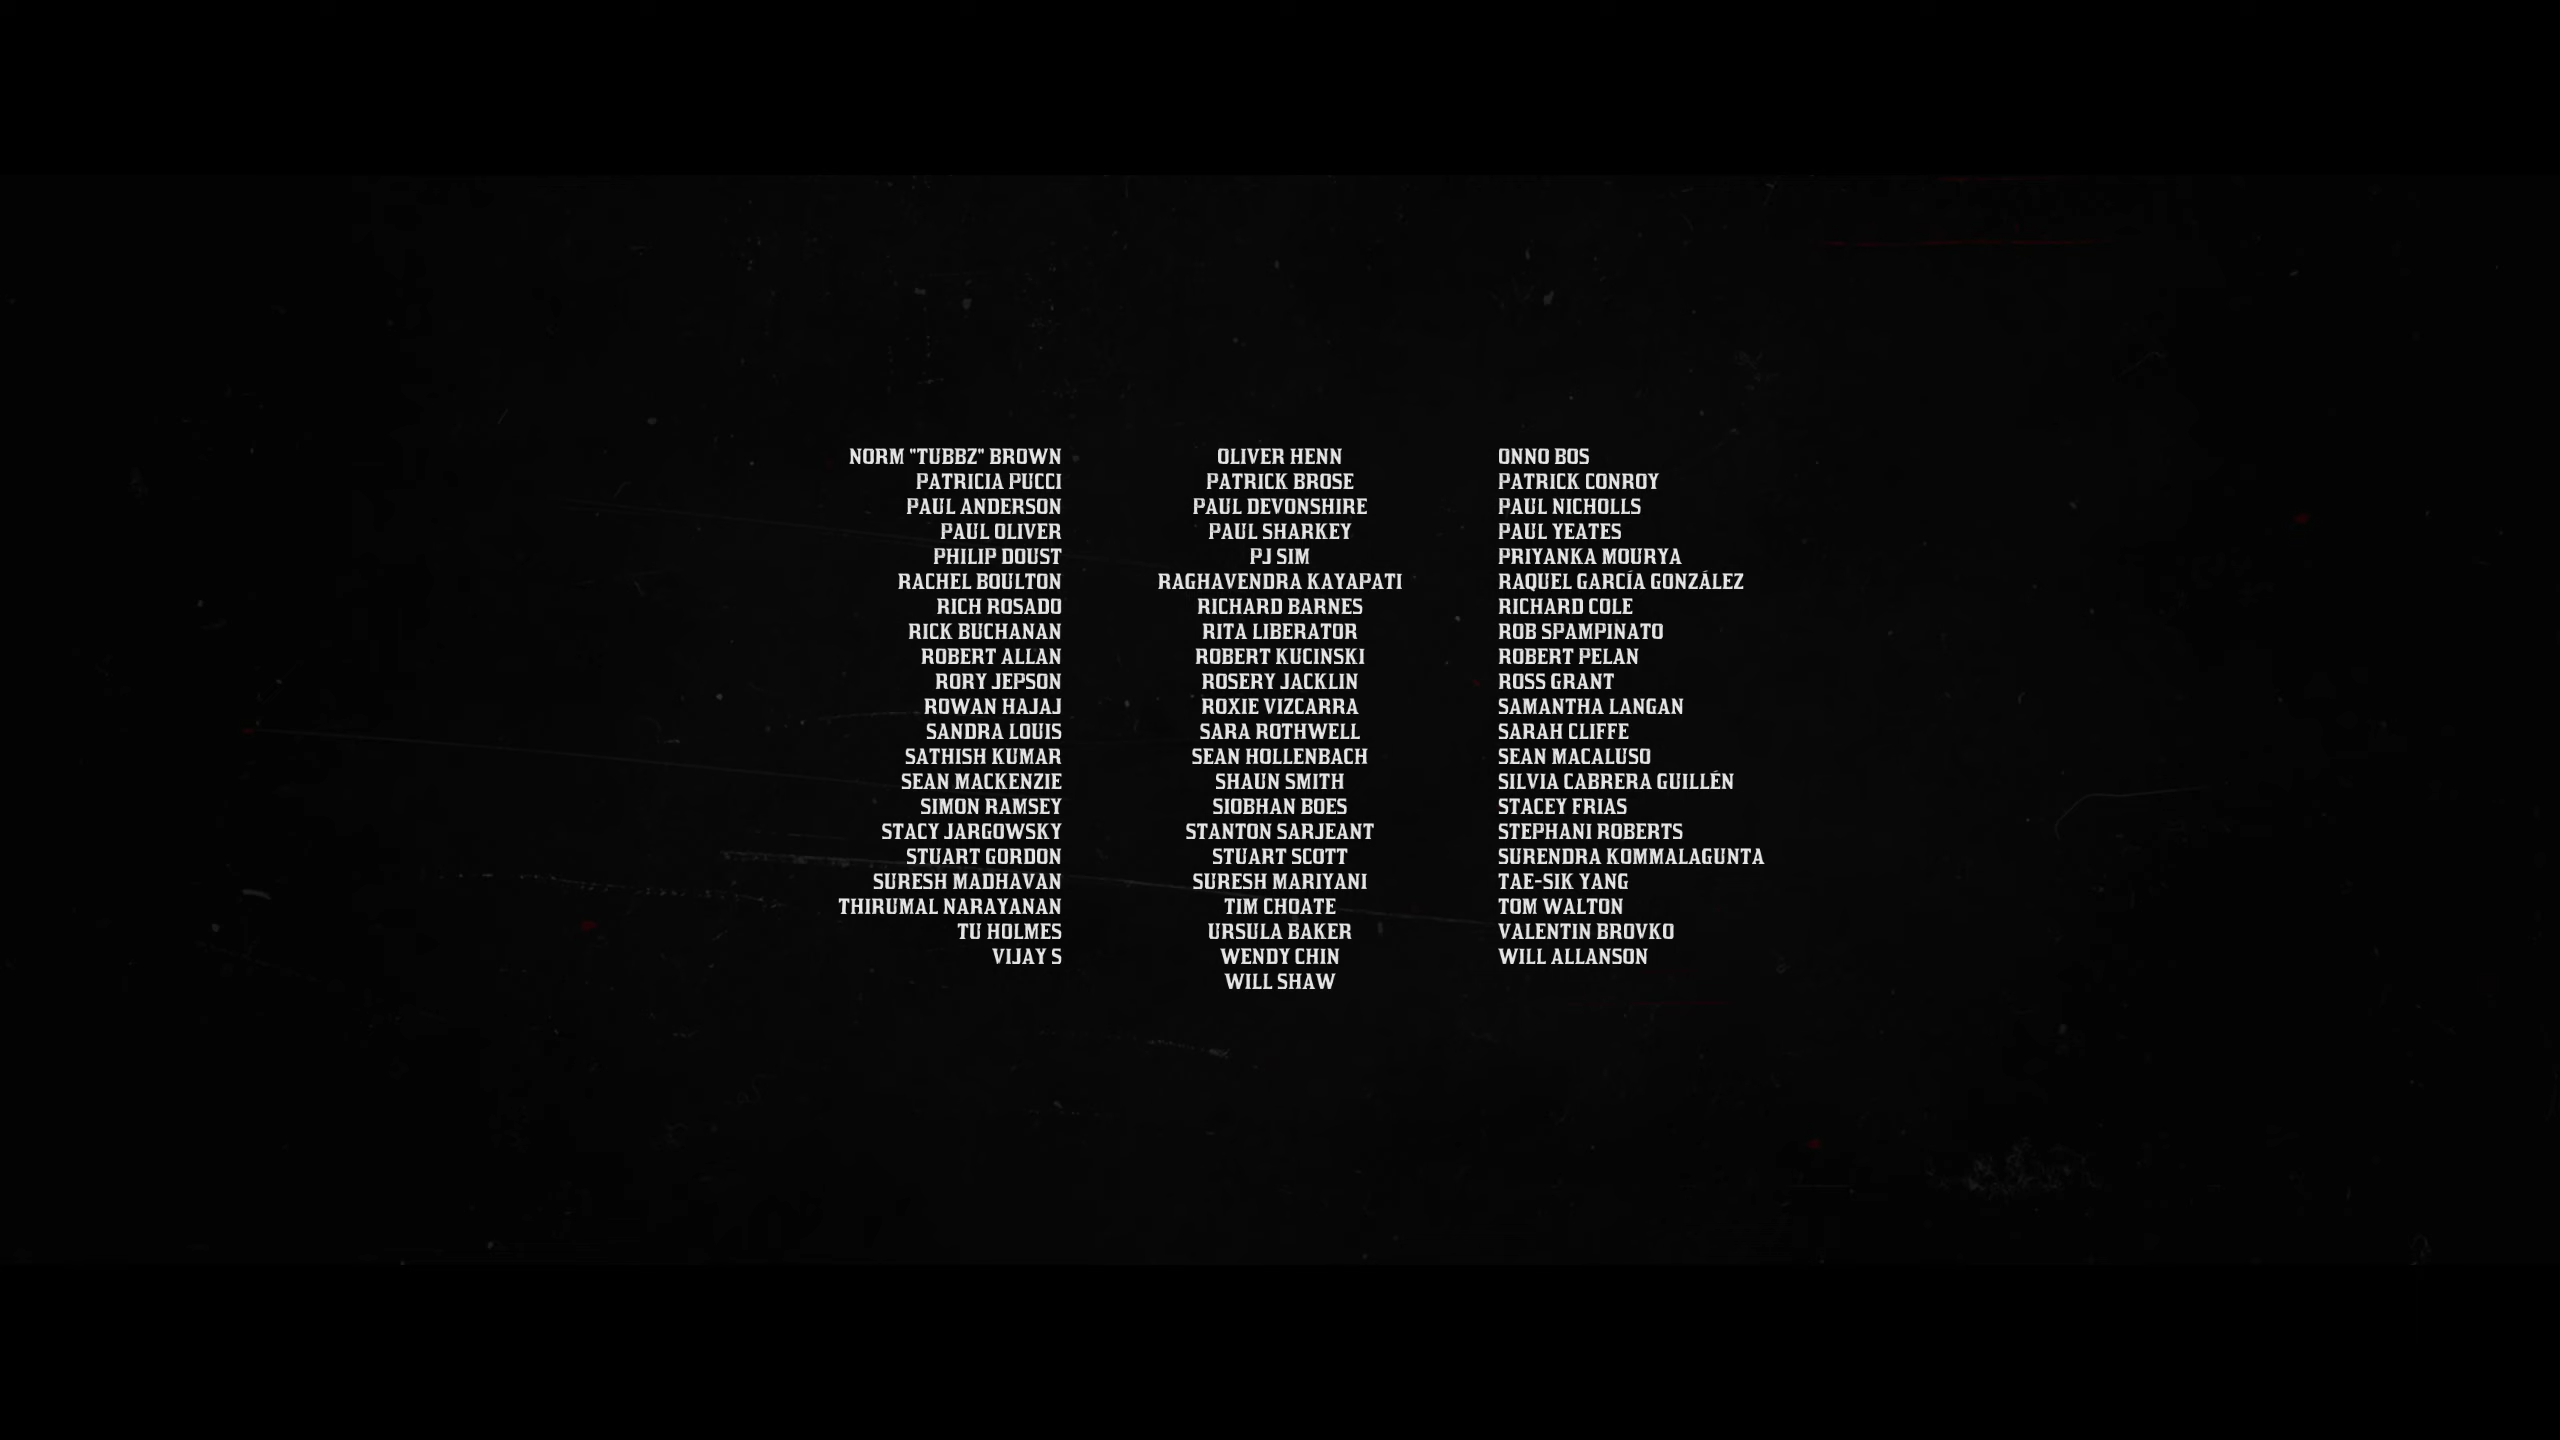 NORM "TUBBZ" BROWN OLIVER HENN ONNO BOS
PATRICIA PUCCI PATRICK BROSE PATRICK CONROY
PAUL ANDERSON PAUL DEVONSHIRE PAUL NICHOLLS
PAUL OLIVER PAUL SHARKEY PAUL YEATES
PHILIP DOUST PJ SIM PRIYANKA MOURYA
RACHEL BOULTON RAGHAVENDRA KAYAPATI RAQUEL GARCÍA GONZÁLEZ
RICH ROSADO RICHARD BARNES RICHARD COLE
RICK BUCHANAN RITA LIBERATOR ROB SPAMPINATO
ROBERT ALLAN ROBERT KUCINSKI ROBERT PELAN
RORY JEPSON ROSERY JACKLIN ROSS GRANT
ROWAN HAJAJ ROXIE VIZCARRA SAMANTHA LANGAN
SANDRA LOUIS SARA ROTHWELL SARAH CLIFFE
SATHISH KUMAR SEAN HOLLENBACH SEAN MACALUSO
SEAN MACKENZIE SHAUN SMITH SILVIA CABRERA GUILLÉN
SIMON RAMSEY SIOBHAN BOES STACEY FRIAS
STACY JARGOWSKY STANTON SARJEANT STEPHANI ROBERTS
STUART GORDON STUART SCOTT SURENDRA KOMMALAGUNTA
SURESH MADHAVAN SURESH MARIYANI TAE-SIK YANG
THIRUMAL NARAYANAN TIM CHOATE TOM WALTON
TU HOLMES URSULA BAKER VALENTIN BROVKO
VIJAY S WENDY CHIN WILL ALLANSON
WILL SHAW